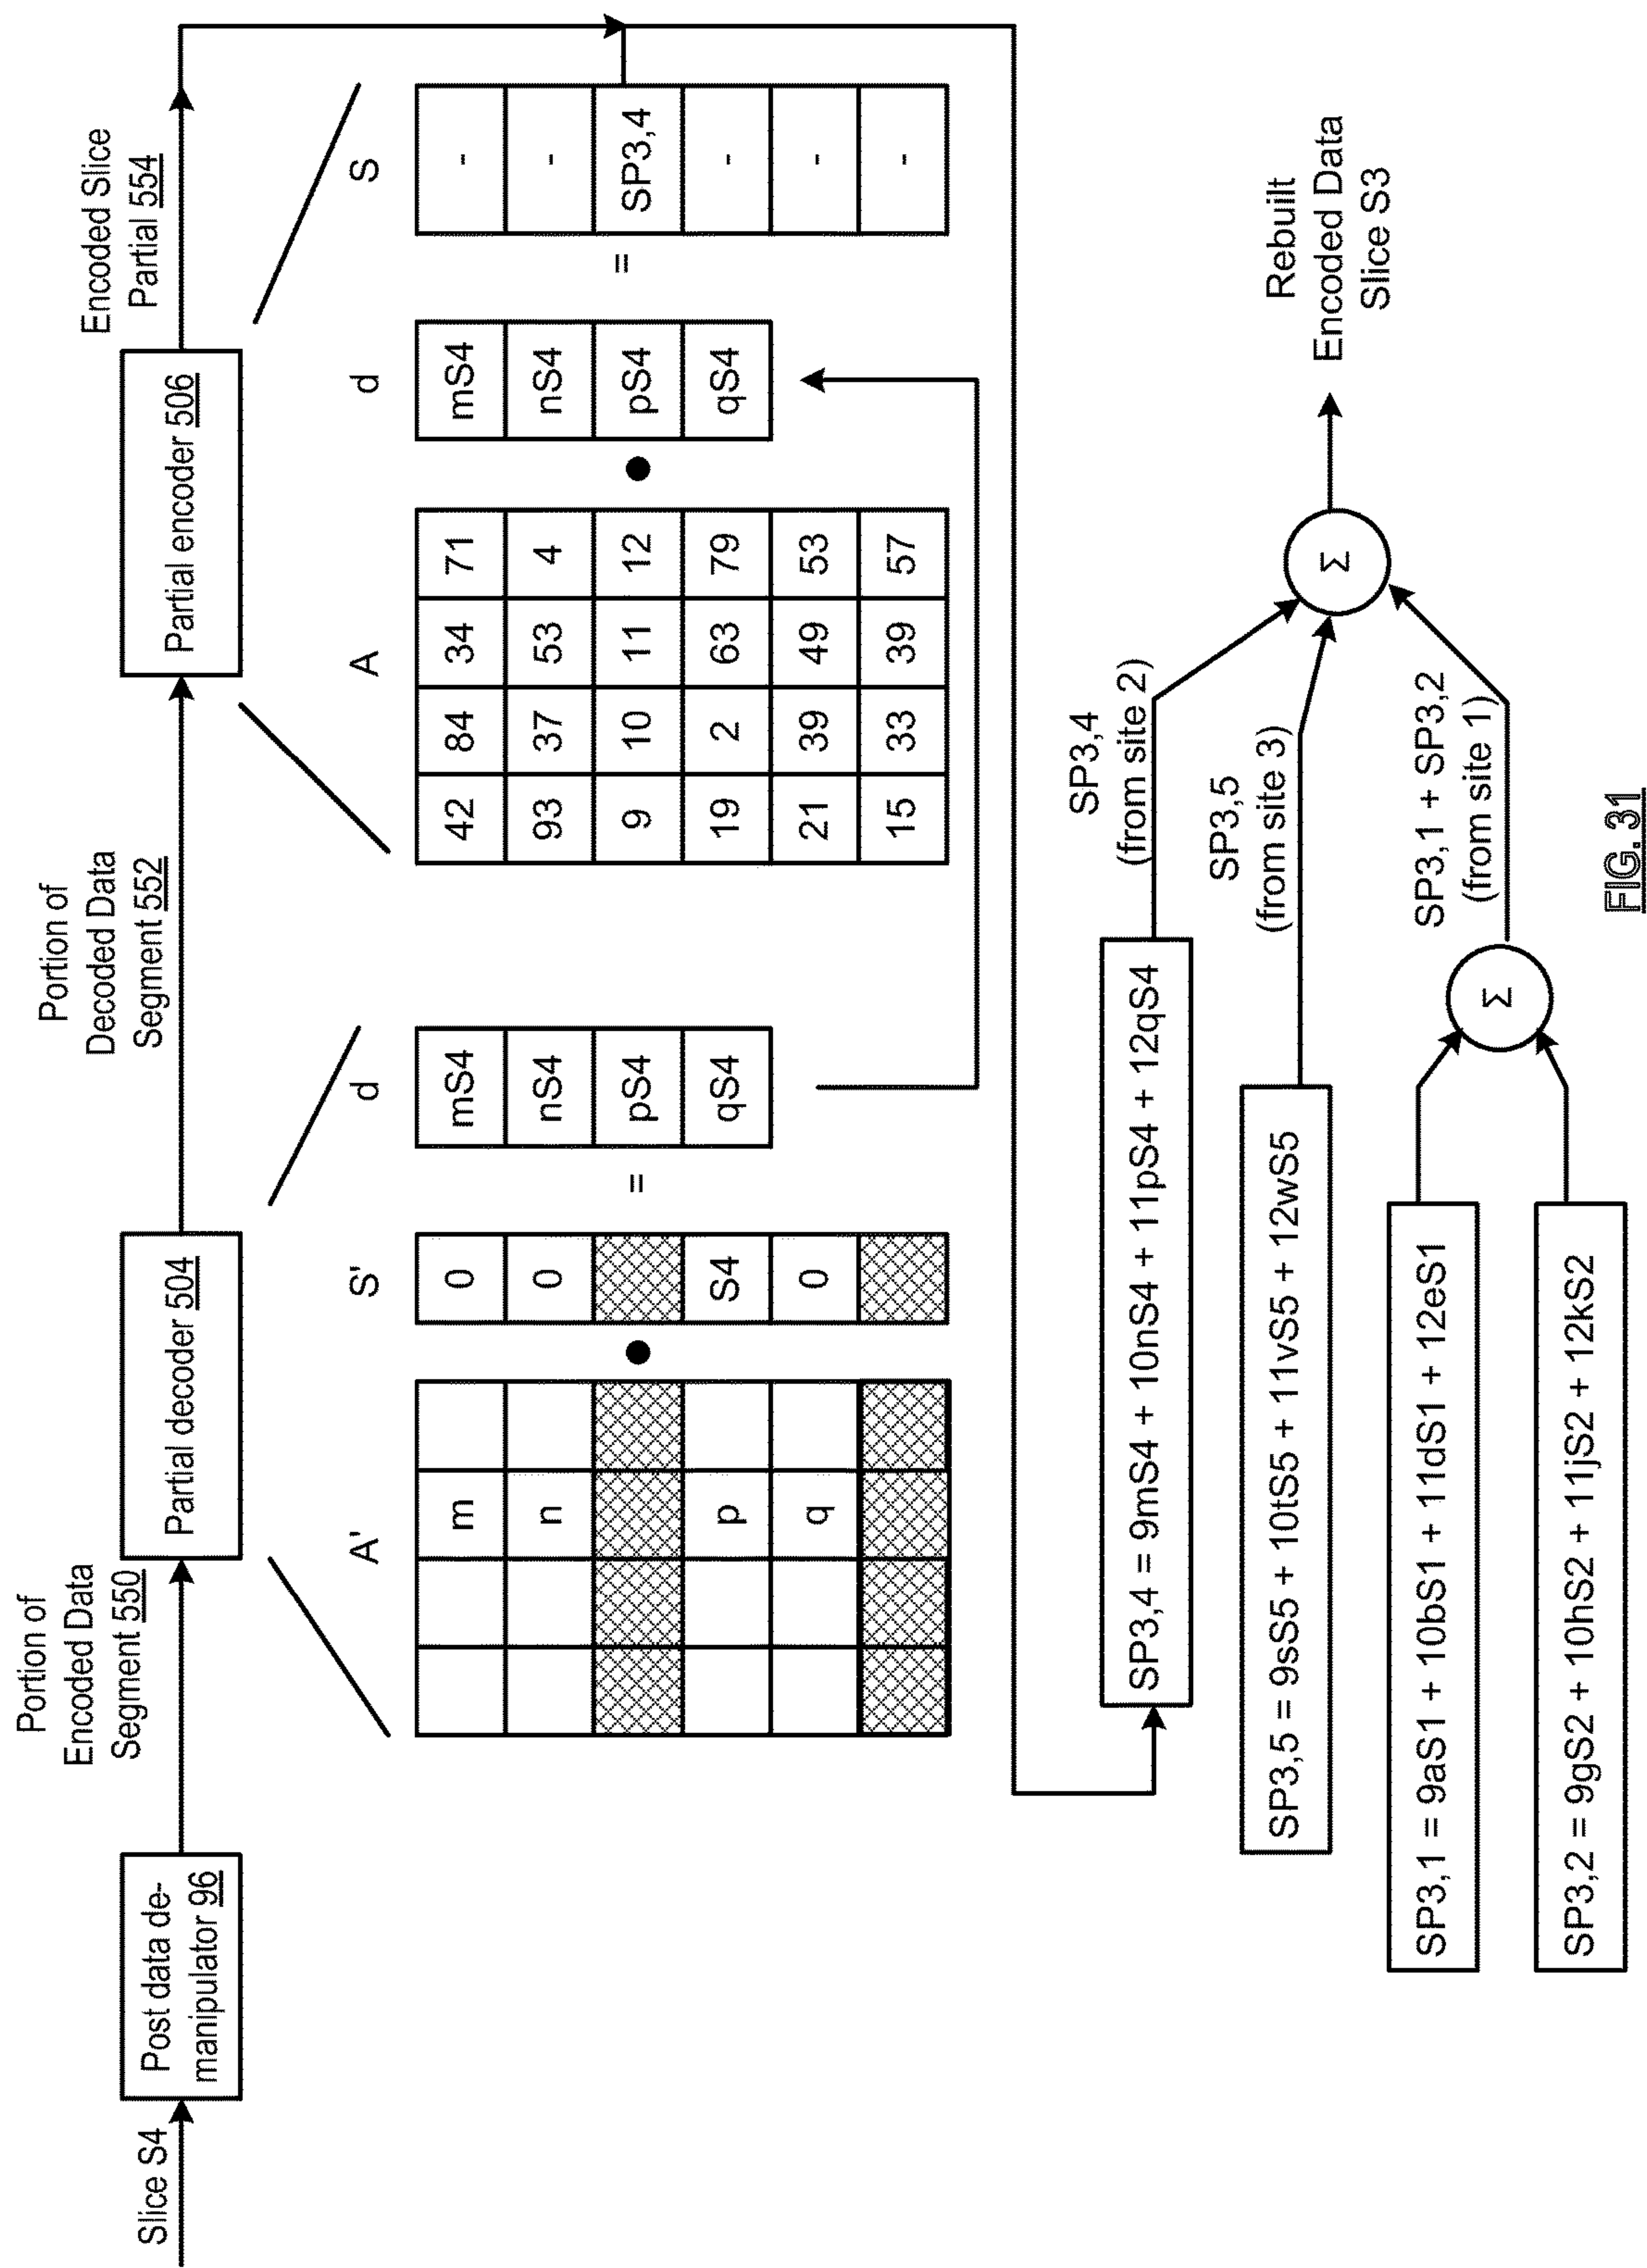 Slice S4
Post data de-
manipulator 96
Portion of
Encoded Data
Segment 550
Partial decoder 504
Portion of
Decoded Data
Segment 552
Partial encoder 506
Encoded Slice
Partial 554
A'
m
n
p
q
●
S'
0
0
S4
0
=
d
mS4
nS4
pS4
qS4
A
42 84 34 71
93 37 53 4
9 10 11 12
19 2 63 79
21 39 49 53
15 33 39 57
●
d
mS4
nS4
pS4
qS4
=
S
-
-
SP3,4
-
-
-
SP3,4 = 9mS4 + 10nS4 + 11pS4 + 12qS4
SP3,4
(from site 2)
SP3,5 = 9sS5 + 10tS5 + 11vS5 + 12wS5
SP3,5
(from site 3)
SP3,1 = 9aS1 + 10bS1 + 11dS1 + 12eS1
SP3,2 = 9gS2 + 10hS2 + 11jS2 + 12kS2
Σ
SP3,1 + SP3,2
(from site 1)
Σ
Rebuilt
Encoded Data
Slice S3
FIG. 31